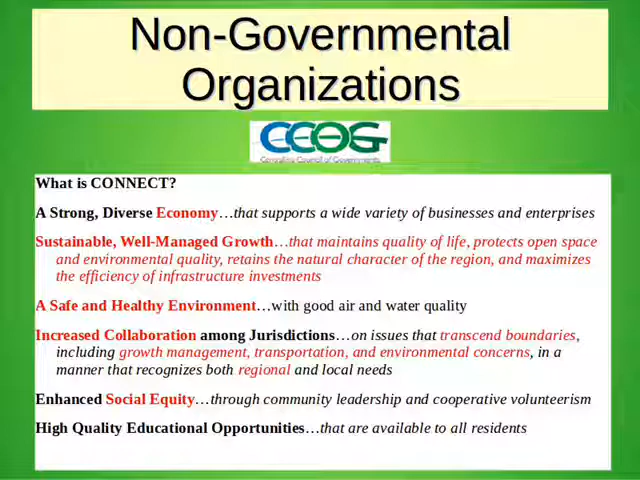 Non-Governmental
Organizations
CCOG
Centralina Council of Governments
What is CONNECT?
A Strong, Diverse Economy…that supports a wide variety of businesses and enterprises
Sustainable, Well-Managed Growth…that maintains quality of life, protects open space
and environmental quality, retains the natural character of the region, and maximizes
the efficiency of infrastructure investments
A Safe and Healthy Environment…with good air and water quality
Increased Collaboration among Jurisdictions…on issues that transcend boundaries,
including growth management, transportation, and environmental concerns, in a
manner that recognizes both regional and local needs
Enhanced Social Equity…through community leadership and cooperative volunteerism
High Quality Educational Opportunities…that are available to all residents